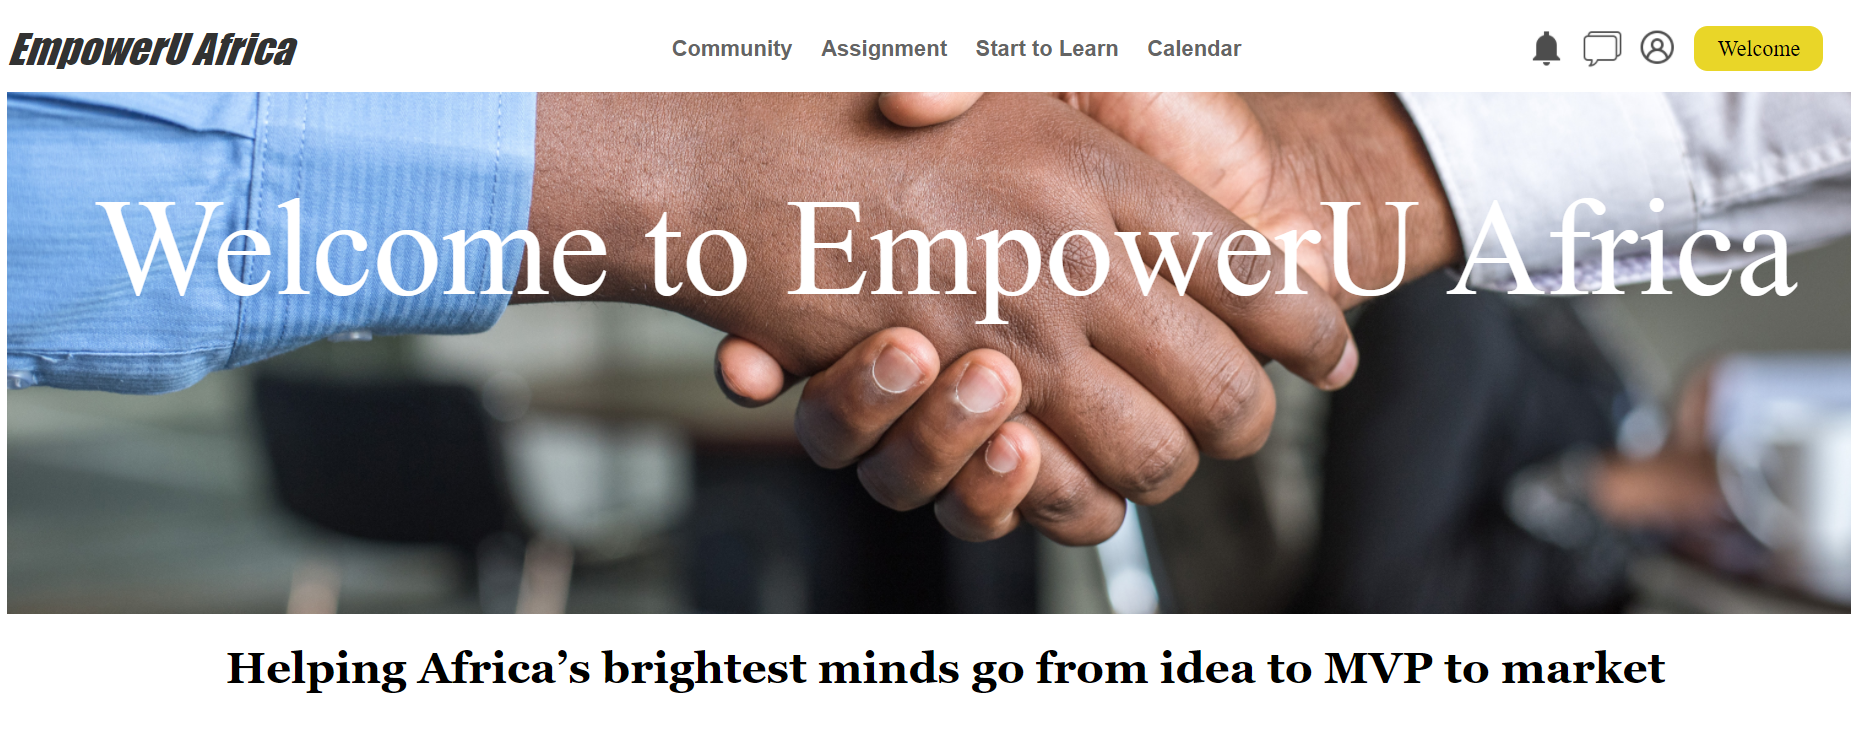 EmpowerU Africa
Community Assignment Start to Learn Calendar
Welcome
Welcome to EmpowerU Africa
Helping Africa’s brightest minds go from idea to MVP to market